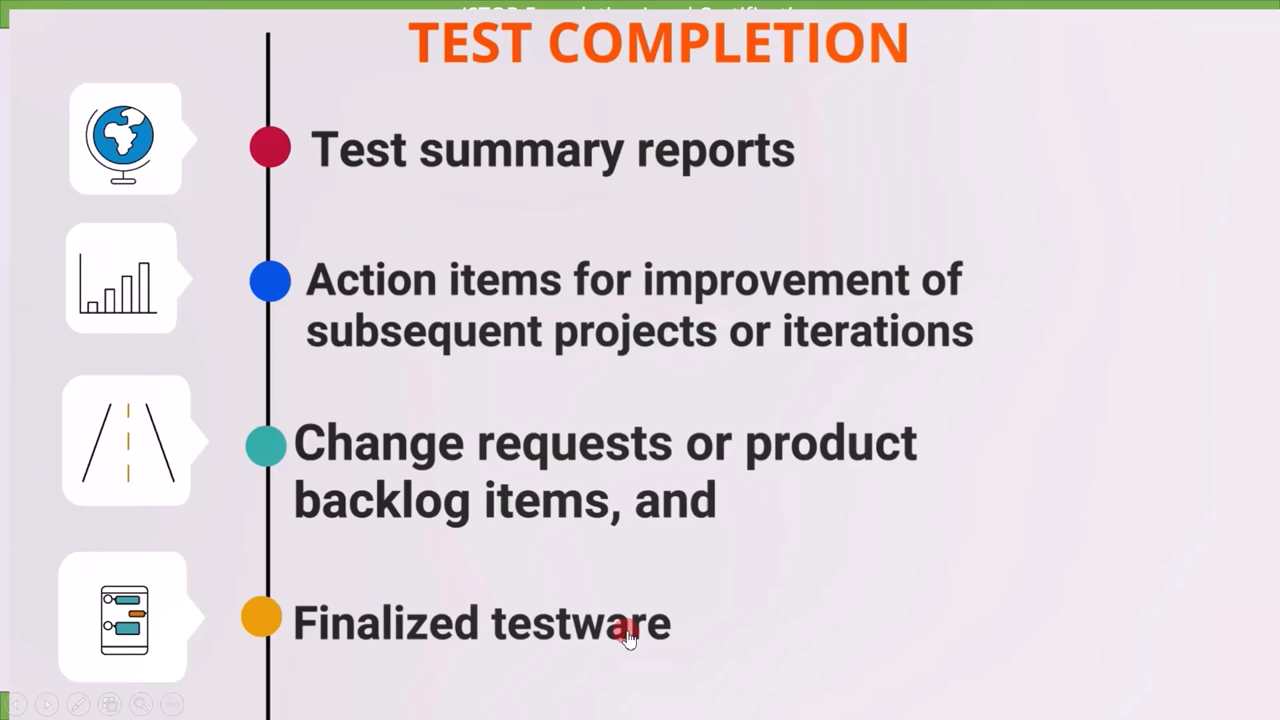 TEST COMPLETION
Test summary reports
Action items for improvement of
subsequent projects or iterations
Change requests or product
backlog items, and
Finalized testware